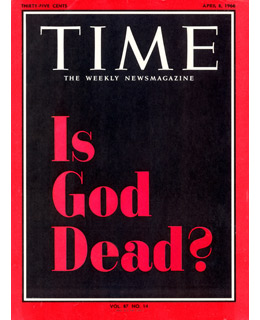 THIRTY-FIVE CENTS APRIL 8, 1966
TIME
THE WEEKLY NEWSMAGAZINE
Is
God
Dead?
VOL. 87 NO. 14